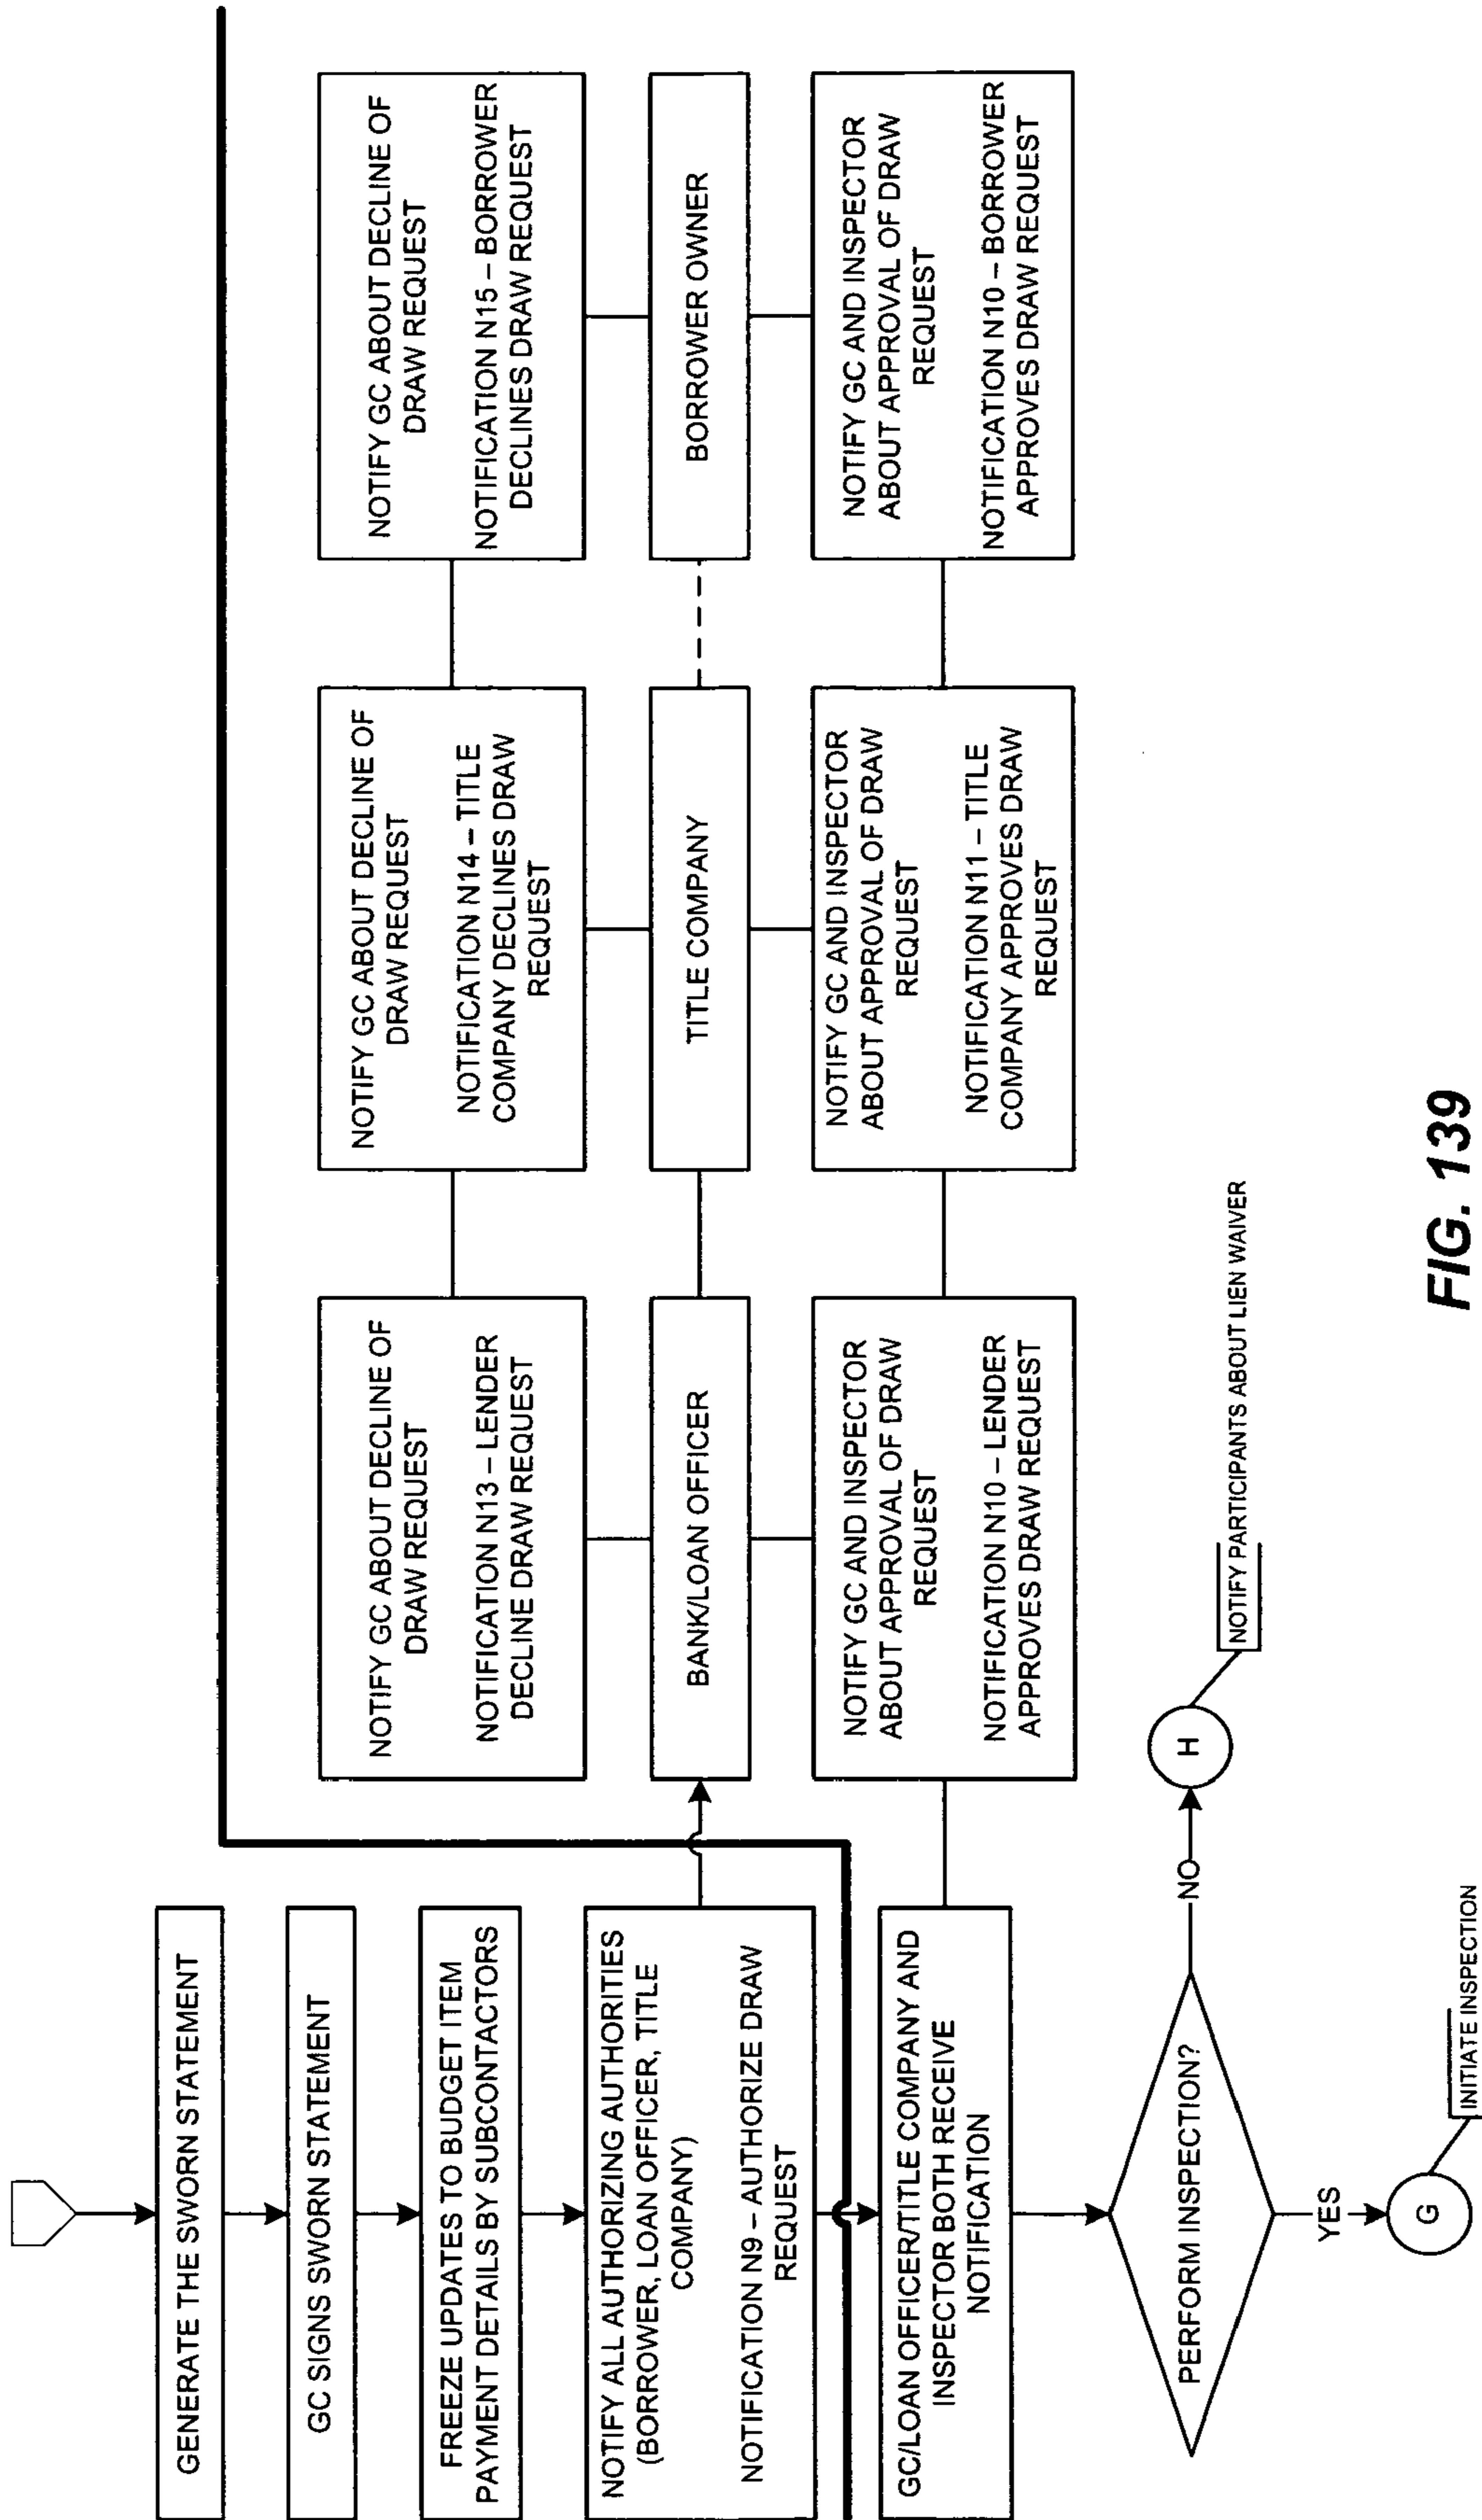 GENERATE THE SWORN STATEMENT
GC SIGNS SWORN STATEMENT
FREEZE UPDATES TO BUDGET ITEM
PAYMENT DETAILS BY SUBCONTACTORS
NOTIFY ALL AUTHORIZING AUTHORITIES
(BORROWER, LOAN OFFICER, TITLE
COMPANY)
NOTIFICATION N9 – AUTHORIZE DRAW
REQUEST
GC/LOAN OFFICER/TITLE COMPANY AND
INSPECTOR BOTH RECEIVE
NOTIFICATION
PERFORM INSPECTION?
YES
G
INITIATE INSPECTION
NO
H
NOTIFY PARTICIPANTS ABOUT LIEN WAIVER
NOTIFY GC ABOUT DECLINE OF
DRAW REQUEST
NOTIFICATION N13 – LENDER
DECLINE DRAW REQUEST
BANK/LOAN OFFICER
NOTIFY GC AND INSPECTOR
ABOUT APPROVAL OF DRAW
REQUEST
NOTIFICATION N10 – LENDER
APPROVES DRAW REQUEST
NOTIFY GC ABOUT DECLINE OF
DRAW REQUEST
NOTIFICATION N14 – TITLE
COMPANY DECLINES DRAW
REQUEST
TITLE COMPANY
NOTIFY GC AND INSPECTOR
ABOUT APPROVAL OF DRAW
REQUEST
NOTIFICATION N11 – TITLE
COMPANY APPROVES DRAW
REQUEST
NOTIFY GC ABOUT DECLINE OF
DRAW REQUEST
NOTIFICATION N15 – BORROWER
DECLINES DRAW REQUEST
BORROWER OWNER
NOTIFY GC AND INSPECTOR
ABOUT APPROVAL OF DRAW
REQUEST
NOTIFICATION N10 – BORROWER
APPROVES DRAW REQUEST
FIG. 139